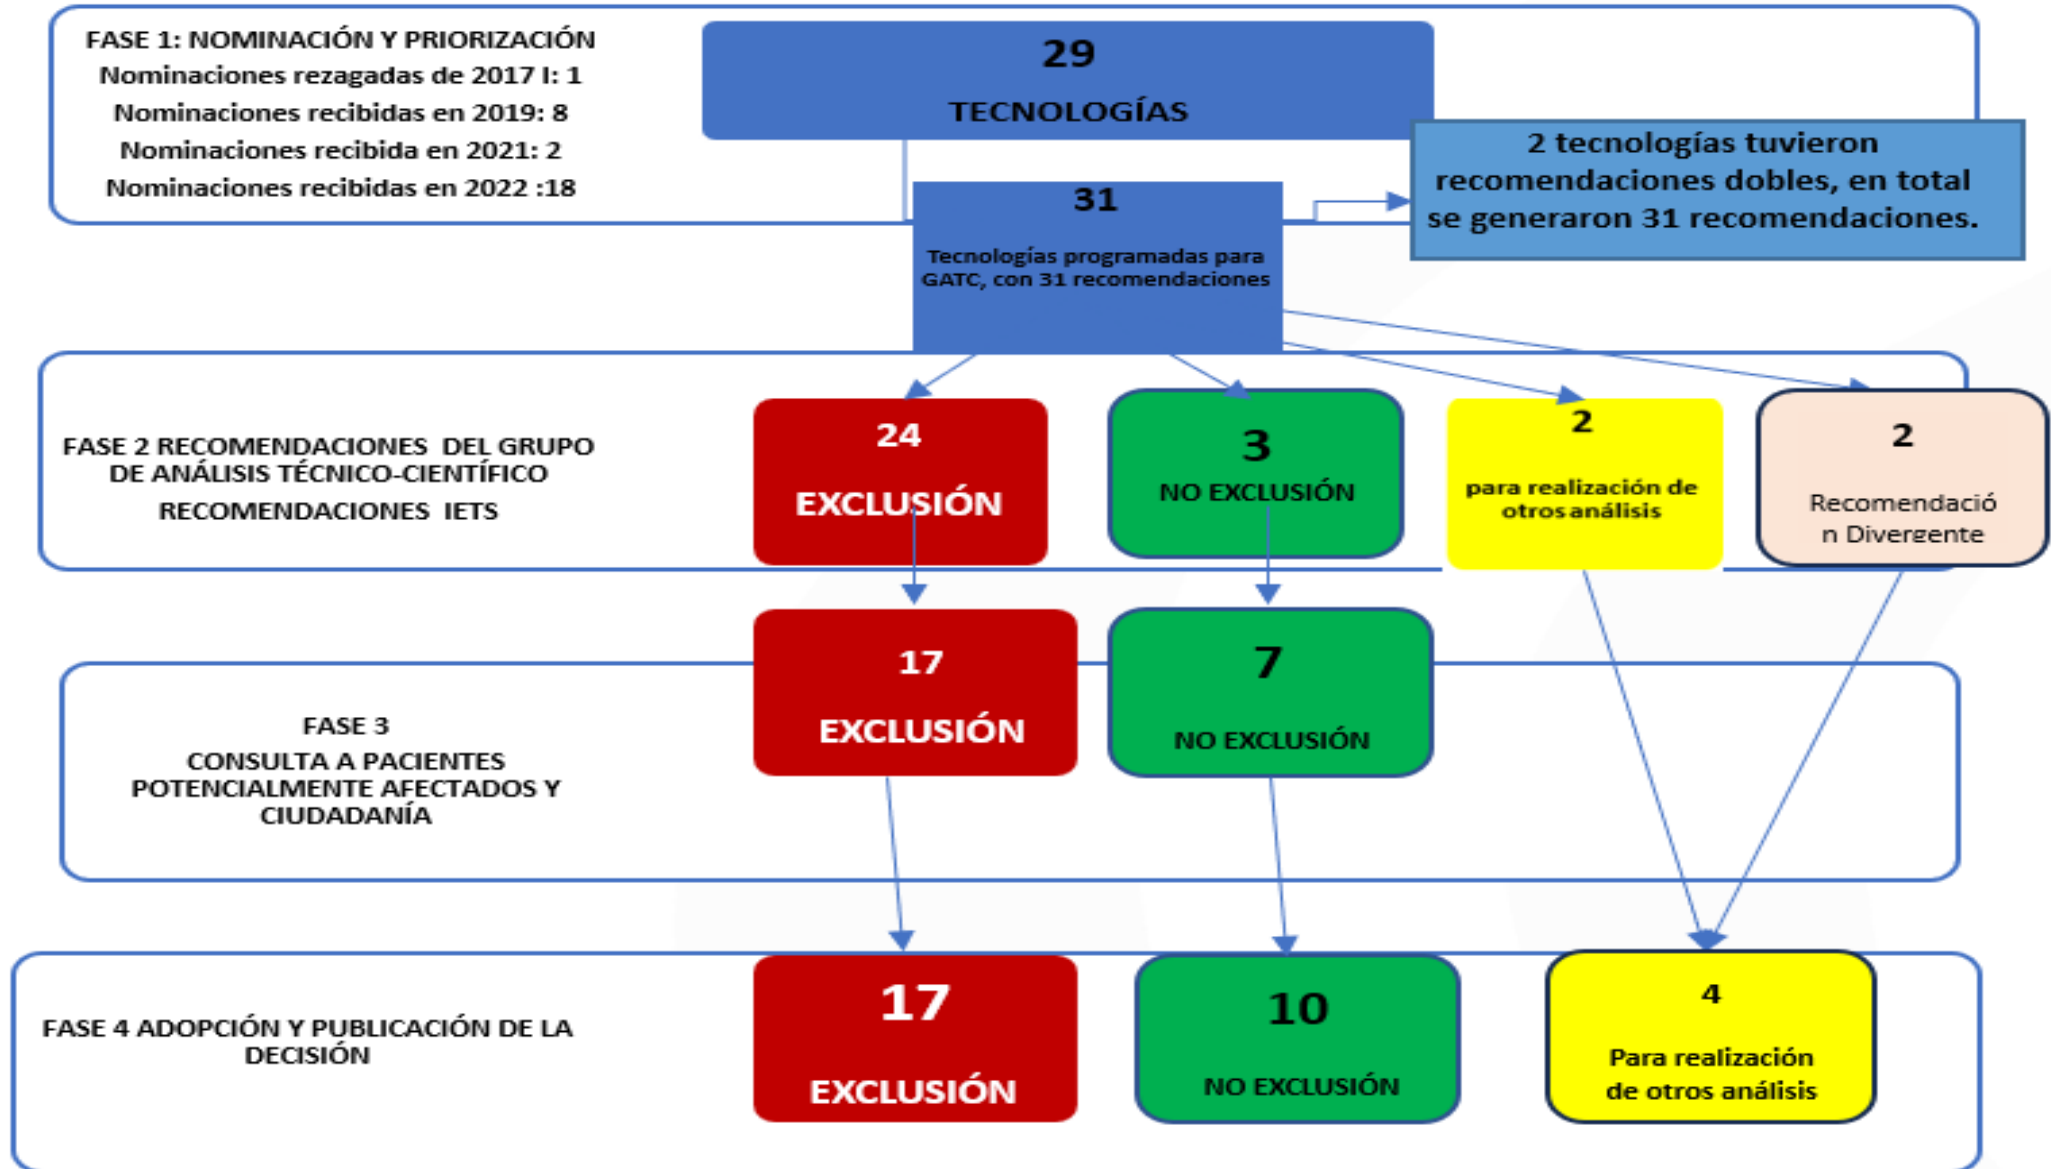 FASE 1: NOMINACIÓN Y PRIORIZACIÓN
Nominaciones rezagadas de 2017 I: 1
Nominaciones recibidas en 2019: 8
Nominaciones recibida en 2021: 2
Nominaciones recibidas en 2022 :18
29
TECNOLOGÍAS
2 tecnologías tuvieron
recomendaciones dobles, en total
se generaron 31 recomendaciones.
31
Tecnologías programadas para
GATC, con 31 recomendaciones
FASE 2 RECOMENDACIONES  DEL GRUPO
DE ANÁLISIS TÉCNICO-CIENTÍFICO
RECOMENDACIONES  IETS
24
EXCLUSIÓN
3
NO EXCLUSIÓN
2
para realización de
otros análisis
2
Recomendació
n Divergente
FASE 3
CONSULTA A PACIENTES
POTENCIALMENTE AFECTADOS Y
CIUDADANÍA
17
EXCLUSIÓN
7
NO EXCLUSIÓN
FASE 4 ADOPCIÓN Y PUBLICACIÓN DE LA
DECISIÓN
17
EXCLUSIÓN
10
NO EXCLUSIÓN
4
Para realización
de otros análisis